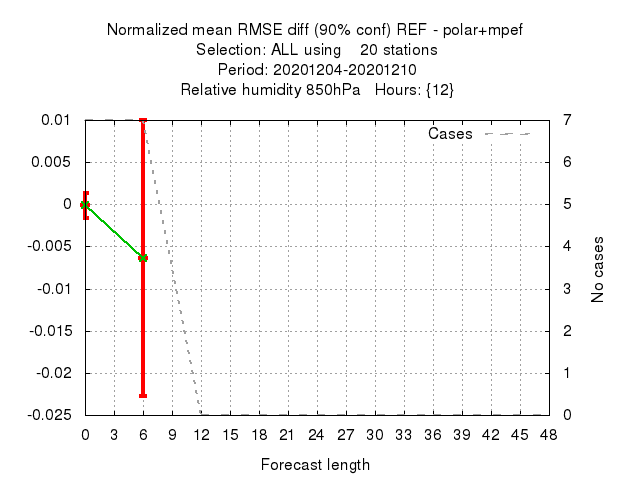 Normalized mean RMSE diff (90% conf) REF - polar+mpef
Selection: ALL using 20 stations
Period: 20201204-20201210
Relative humidity 850hPa Hours: {12}
0.01
0.005
0
-0.005
-0.01
-0.015
-0.02
-0.025
Cases
7
6
5
4
3
2
1
0
No cases
0 3 6 9 12 15 18 21 24 27 30 33 36 39 42 45 48
Forecast length